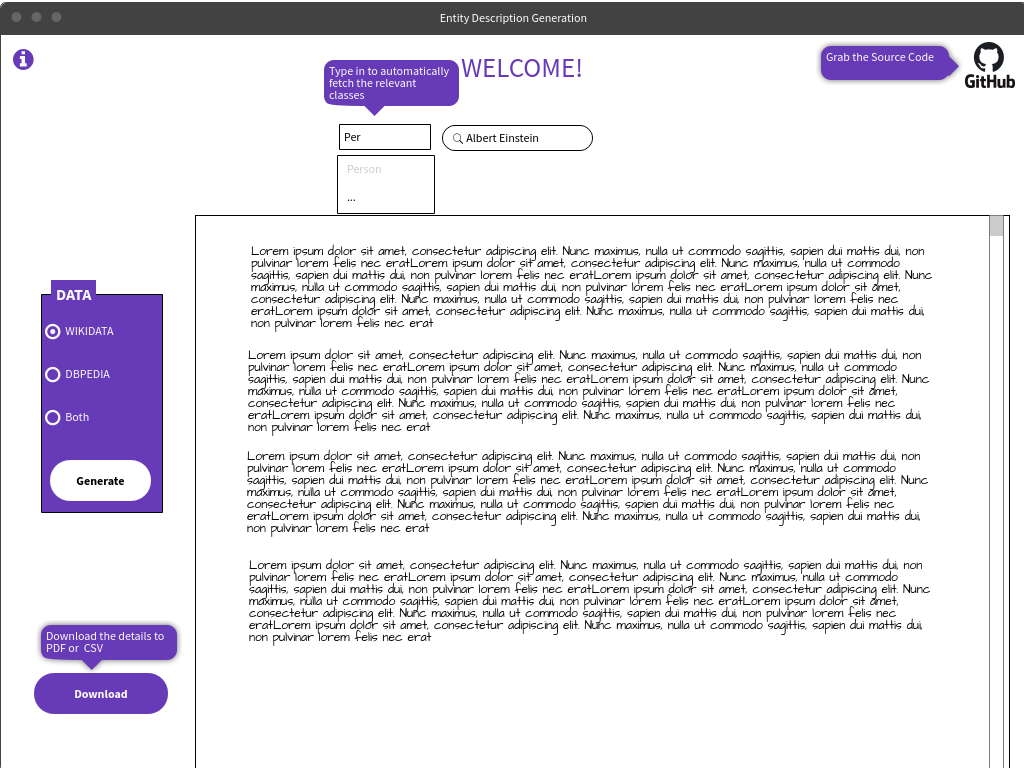 Entity Description Generation
Grab the Source Code
GitHub
WELCOME!
Type in to automatically
fetch the relevant
classes
Per
Albert Einstein
Person
...
Lorem ipsum dolor sit amet, consectetur adipiscing elit. Nunc maximus, nulla ut commodo sagittis, sapien dui mattis dui, non
pulvinar lorem felis nec eratLorem ipsum dolor sit amet, consectetur adipiscing elit. Nunc maximus, nulla ut commodo
sagittis, sapien dui mattis dui, non pulvinar lorem felis nec eratLorem ipsum dolor sit amet, consectetur adipiscing elit. Nunc
maximus, nulla ut commodo sagittis, sapien dui mattis dui, non pulvinar lorem felis nec eratLorem ipsum dolor sit amet,
consectetur adipiscing elit. Nunc maximus, nulla ut commodo sagittis, sapien dui mattis dui, non pulvinar lorem felis nec
eratLorem ipsum dolor sit amet, consectetur adipiscing elit. Nunc maximus, nulla ut commodo sagittis, sapien dui mattis dui,
non pulvinar lorem felis nec erat
Lorem ipsum dolor sit amet, consectetur adipiscing elit. Nunc maximus, nulla ut commodo sagittis, sapien dui mattis dui, non
pulvinar lorem felis nec eratLorem ipsum dolor sit amet, consectetur adipiscing elit. Nunc maximus, nulla ut commodo
sagittis, sapien dui mattis dui, non pulvinar lorem felis nec eratLorem ipsum dolor sit amet, consectetur adipiscing elit. Nunc
maximus, nulla ut commodo sagittis, sapien dui mattis dui, non pulvinar lorem felis nec eratLorem ipsum dolor sit amet,
consectetur adipiscing elit. Nunc maximus, nulla ut commodo sagittis, sapien dui mattis dui, non pulvinar lorem felis nec
eratLorem ipsum dolor sit amet, consectetur adipiscing elit. Nunc maximus, nulla ut commodo sagittis, sapien dui mattis dui,
non pulvinar lorem felis nec erat
Lorem ipsum dolor sit amet, consectetur adipiscing elit. Nunc maximus, nulla ut commodo sagittis, sapien dui mattis dui, non
pulvinar lorem felis nec eratLorem ipsum dolor sit amet, consectetur adipiscing elit. Nunc maximus, nulla ut commodo
sagittis, sapien dui mattis dui, non pulvinar lorem felis nec eratLorem ipsum dolor sit amet, consectetur adipiscing elit. Nunc
maximus, nulla ut commodo sagittis, sapien dui mattis dui, non pulvinar lorem felis nec eratLorem ipsum dolor sit amet,
consectetur adipiscing elit. Nunc maximus, nulla ut commodo sagittis, sapien dui mattis dui, non pulvinar lorem felis nec
eratLorem ipsum dolor sit amet, consectetur adipiscing elit. Nunc maximus, nulla ut commodo sagittis, sapien dui mattis dui,
non pulvinar lorem felis nec erat
Lorem ipsum dolor sit amet, consectetur adipiscing elit. Nunc maximus, nulla ut commodo sagittis, sapien dui mattis dui, non
pulvinar lorem felis nec eratLorem ipsum dolor sit amet, consectetur adipiscing elit. Nunc maximus, nulla ut commodo
sagittis, sapien dui mattis dui, non pulvinar lorem felis nec eratLorem ipsum dolor sit amet, consectetur adipiscing elit. Nunc
maximus, nulla ut commodo sagittis, sapien dui mattis dui, non pulvinar lorem felis nec eratLorem ipsum dolor sit amet,
consectetur adipiscing elit. Nunc maximus, nulla ut commodo sagittis, sapien dui mattis dui, non pulvinar lorem felis nec
eratLorem ipsum dolor sit amet, consectetur adipiscing elit. Nunc maximus, nulla ut commodo sagittis, sapien dui mattis dui,
non pulvinar lorem felis nec erat
DATA
WIKIDATA
DBPEDIA
Both
Generate
Download the details to
PDF or CSV
Download